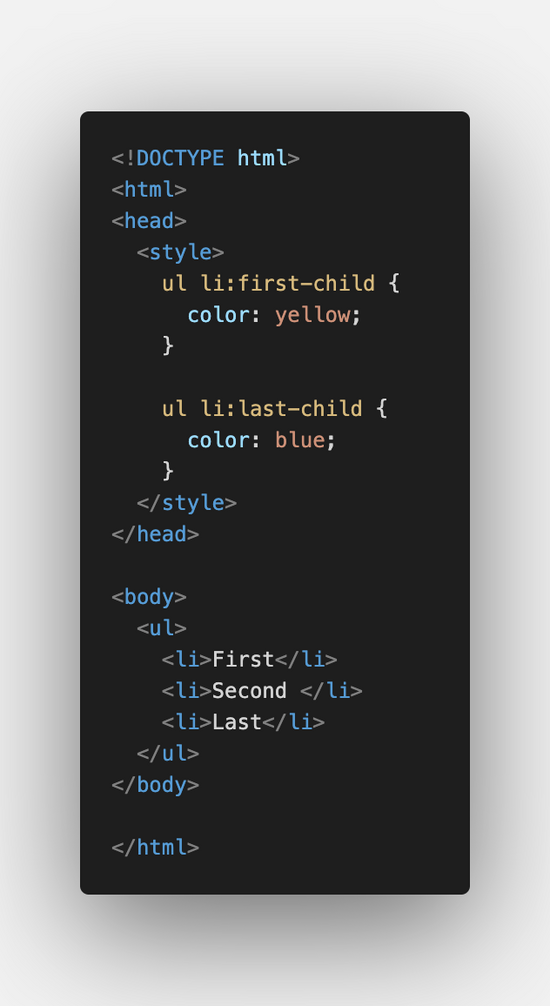 <!DOCTYPE html>
<html>
<head>
  <style>
    ul li:first-child {
      color: yellow;
    }

    ul li:last-child {
      color: blue;
    }
  </style>
</head>

<body>
  <ul>
    <li>First</li>
    <li>Second </li>
    <li>Last</li>
  </ul>
</body>

</html>